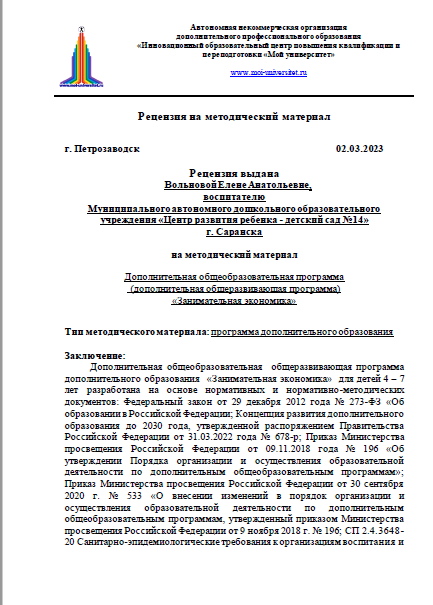 Автономная некоммерческая организация
дополнительного профессионального образования
«Инновационный образовательный центр повышения квалификации и
переподготовки «Мой университет»
www.moi-universitet.ru
www.moi-universitet.ru
Рецензия на методический материал
г. Петрозаводск 02.03.2023
Рецензия выдана
Вольновой Елене Анатольевне,
воспитателю
Муниципального автономного дошкольного образовательного
учреждения «Центр развития ребенка - детский сад №14»
г. Саранска
на методический материал
Дополнительная общеобразовательная программа
(дополнительная общеразвивающая программа)
«Занимательная экономика»
Тип методического материала: программа дополнительного образования
Заключение:
Дополнительная общеобразовательная общеразвивающая программа
дополнительного образования «Занимательная экономика» для детей 4 – 7
лет разработана на основе нормативных и нормативно-методических
документов: Федеральный закон от 29 декабря 2012 года № 273-ФЗ «Об
образовании в Российской Федерации; Концепция развития дополнительного
образования до 2030 года, утвержденной распоряжением Правительства
Российской Федерации от 31.03.2022 года № 678-р; Приказ Министерства
просвещения Российской Федерации от 09.11.2018 года № 196 «Об
утверждении Порядка организации и осуществления образовательной
деятельности по дополнительным общеобразовательным программам»;
Приказ Министерства просвещения Российской Федерации от 30 сентября
2020 г. № 533 «О внесении изменений в порядок организации и
осуществления образовательной деятельности по дополнительным
общеобразовательным программам, утвержденный приказом Министерства
просвещения Российской Федерации от 9 ноября 2018 г. № 196; СП 2.4.3648-
20 Санитарно-эпидемиологические требования к организациям воспитания и